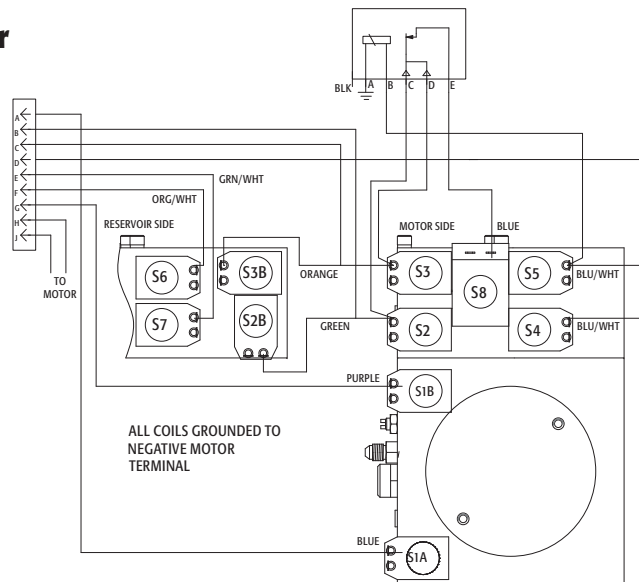 r
BLK
A
B
C
D
E
A
B
C
D
E
F
G
H
J
GRN/WHT
ORG/WHT
RESERVOIR SIDE
MOTOR SIDE
BLUE
S6
S3B
S3
S5
TO
MOTOR
ORANGE
BLU/WHT
S8
S7
S2B
S2
S4
GREEN
BLU/WHT
PURPLE
S1B
ALL COILS GROUNDED TO
NEGATIVE MOTOR
TERMINAL
BLUE
S1A